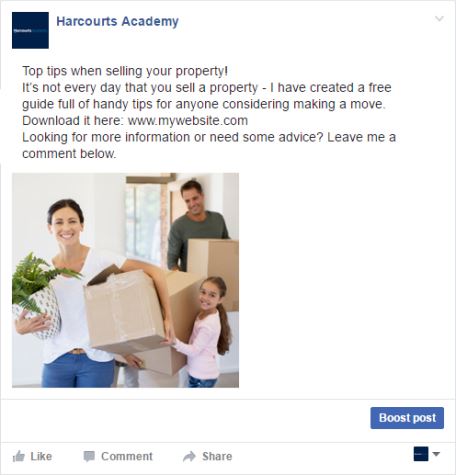 Harcourts Academy
Top tips when selling your property!
It's not every day that you sell a property - I have created a free
guide full of handy tips for anyone considering making a move.
Download it here: www.mywebsite.com
Looking for more information or need some advice? Leave me a
comment below.
Boost post
Like Comment Share